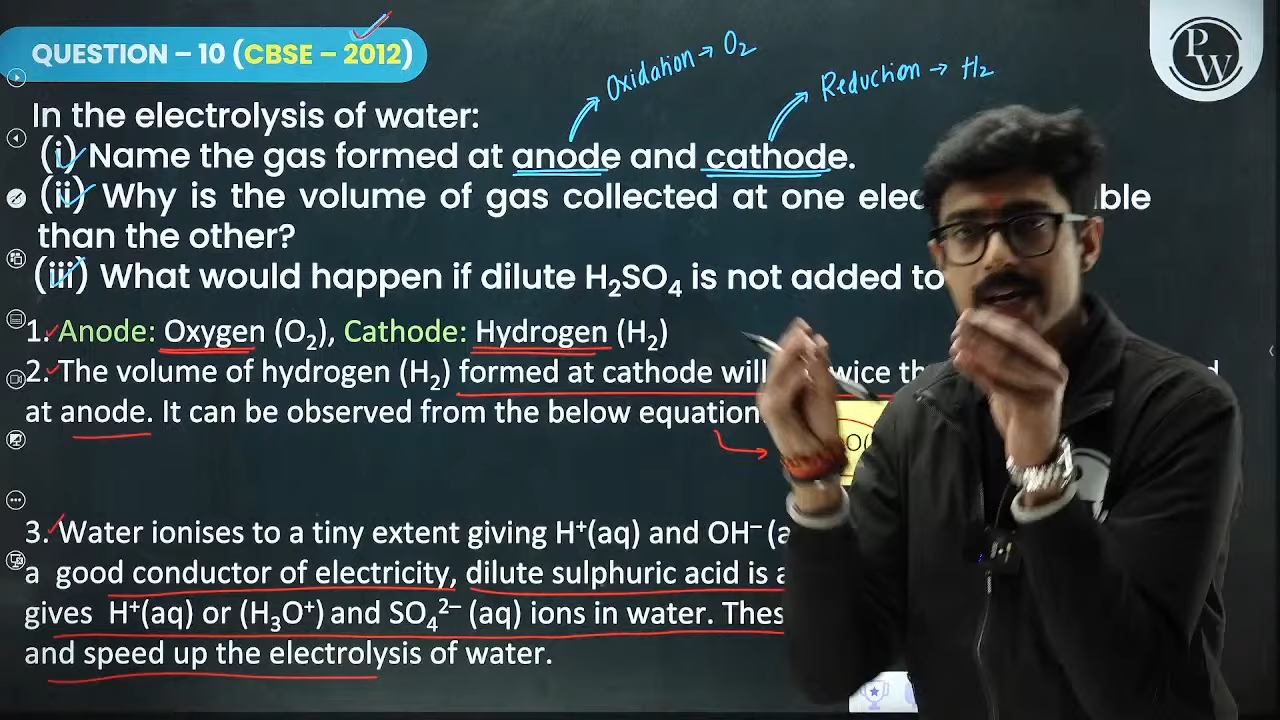 QUESTION – 10 (CBSE – 2012)
Oxidation → O₂
Reduction → H₂
PW
In the electrolysis of water:
(i) Name the gas formed at anode and cathode.
(ii) Why is the volume of gas collected at one
than the other?
(iii) What would happen if dilute H₂SO₄ is not added to
1. Anode: Oxygen (O₂), Cathode: Hydrogen (H₂)
2. The volume of hydrogen (H₂) formed at cathode will
at anode. It can be observed from the below equation
3. Water ionises to a tiny extent giving H⁺(aq) and OH⁻
a good conductor of electricity, dilute sulphuric acid is
gives H⁺(aq) or (H₃O⁺) and SO₄²⁻ (aq) ions in water.
and speed up the electrolysis of water.